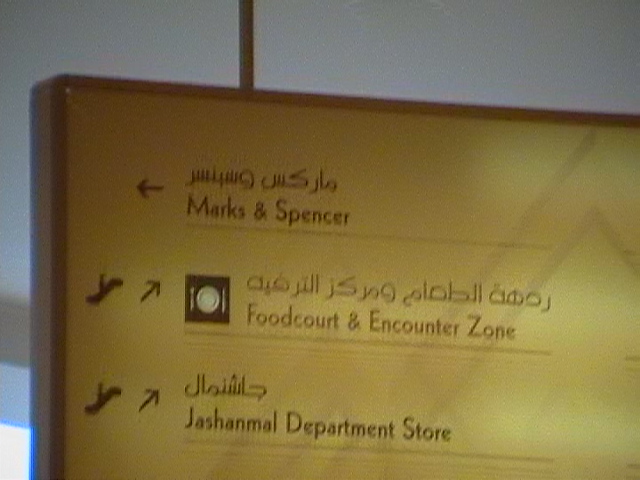 ماركس وسبنسر
Marks & Spencer
ردهة الطعام ومركز الترفيه
Foodcourt & Encounter Zone
جاشنمال
Jashanmal Department Store